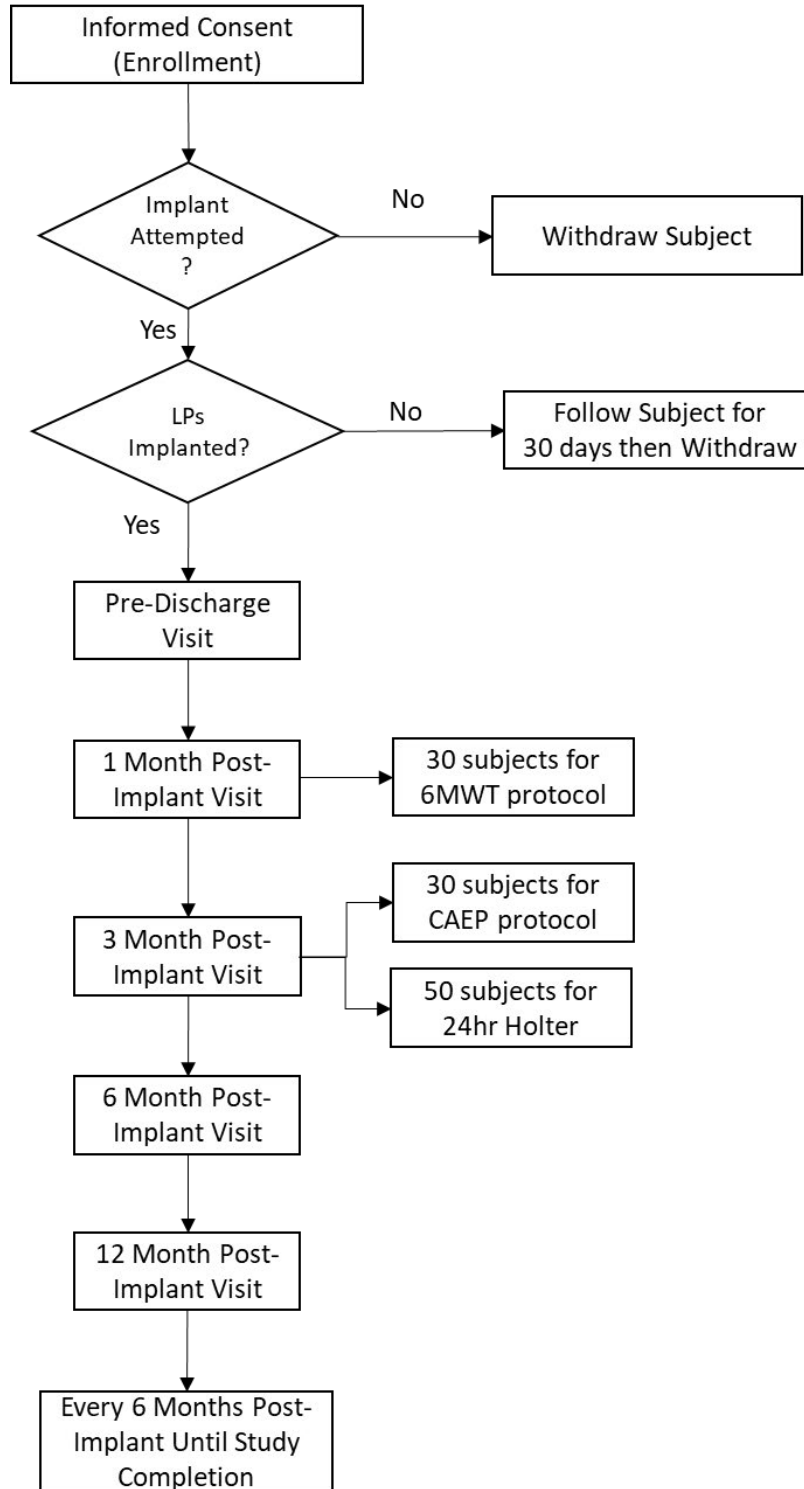 Informed Consent
(Enrollment)
Implant
Attempted
?
No
Withdraw Subject
Yes
LPs
Implanted?
No
Follow Subject for
30 days then Withdraw
Yes
Pre-Discharge
Visit
1 Month Post-
Implant Visit
30 subjects for
6MWT protocol
3 Month Post-
Implant Visit
30 subjects for
CAEP protocol
50 subjects for
24hr Holter
6 Month Post-
Implant Visit
12 Month Post-
Implant Visit
Every 6 Months Post-
Implant Until Study
Completion